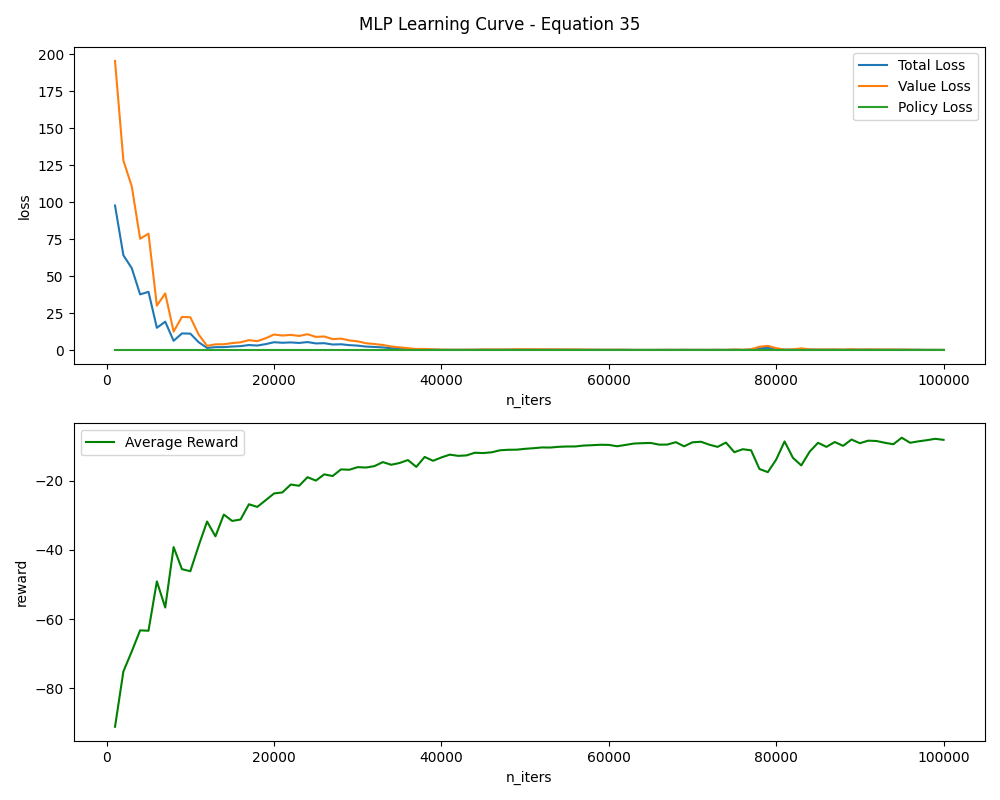 MLP Learning Curve - Equation 35
200
175
150
125
100
75
50
25
0
loss
Total Loss
Value Loss
Policy Loss
0 20000 40000 60000 80000 100000
n_iters
Average Reward
−20
−40
−60
−80
reward
0 20000 40000 60000 80000 100000
n_iters